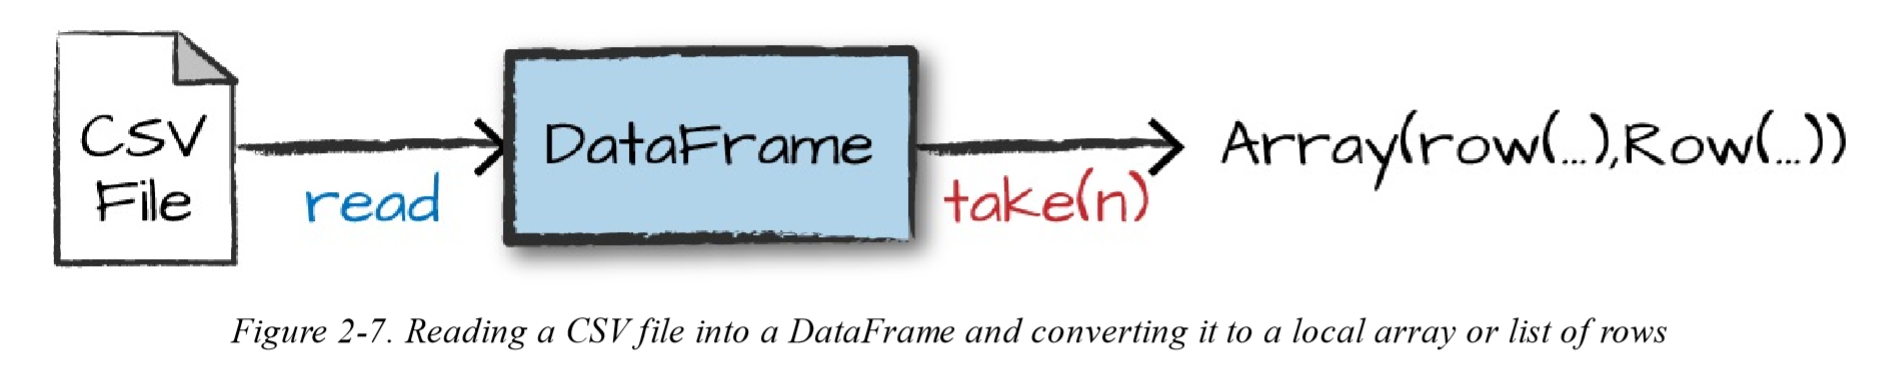 CSV
File
read
DataFrame
take(n)
Array(row(...),Row(...))
Figure 2-7. Reading a CSV file into a DataFrame and converting it to a local array or list of rows